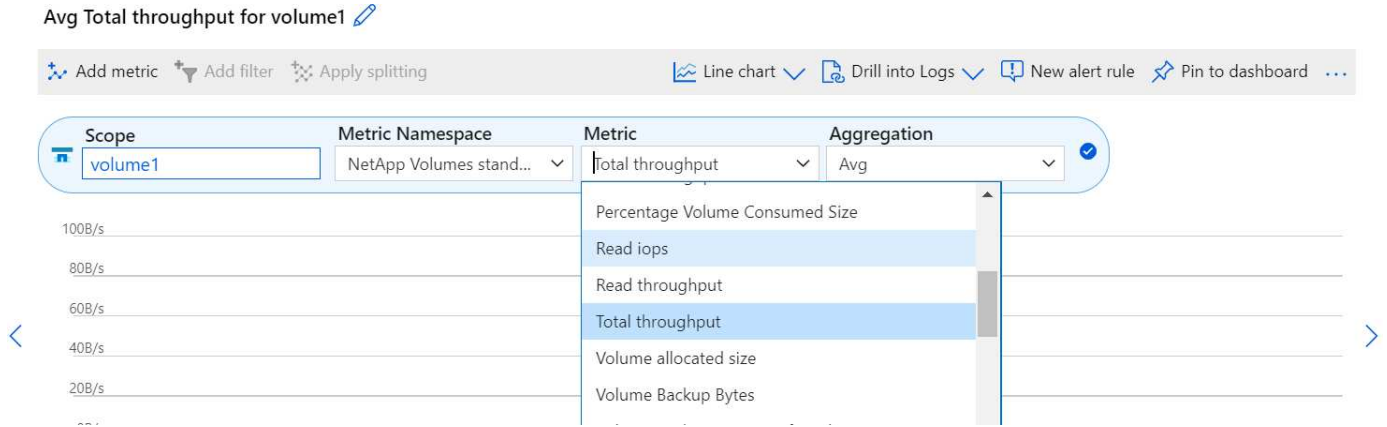 Avg Total throughput for volume1
Add metric Add filter Apply splitting Line chart Drill into Logs New alert rule Pin to dashboard ...
Scope Metric Namespace Metric Aggregation
volume1 NetApp Volumes stand... Total throughput Avg
Percentage Volume Consumed Size
100B/s
Read iops
80B/s
Read throughput
60B/s
Total throughput
40B/s
Volume allocated size
20B/s
Volume Backup Bytes